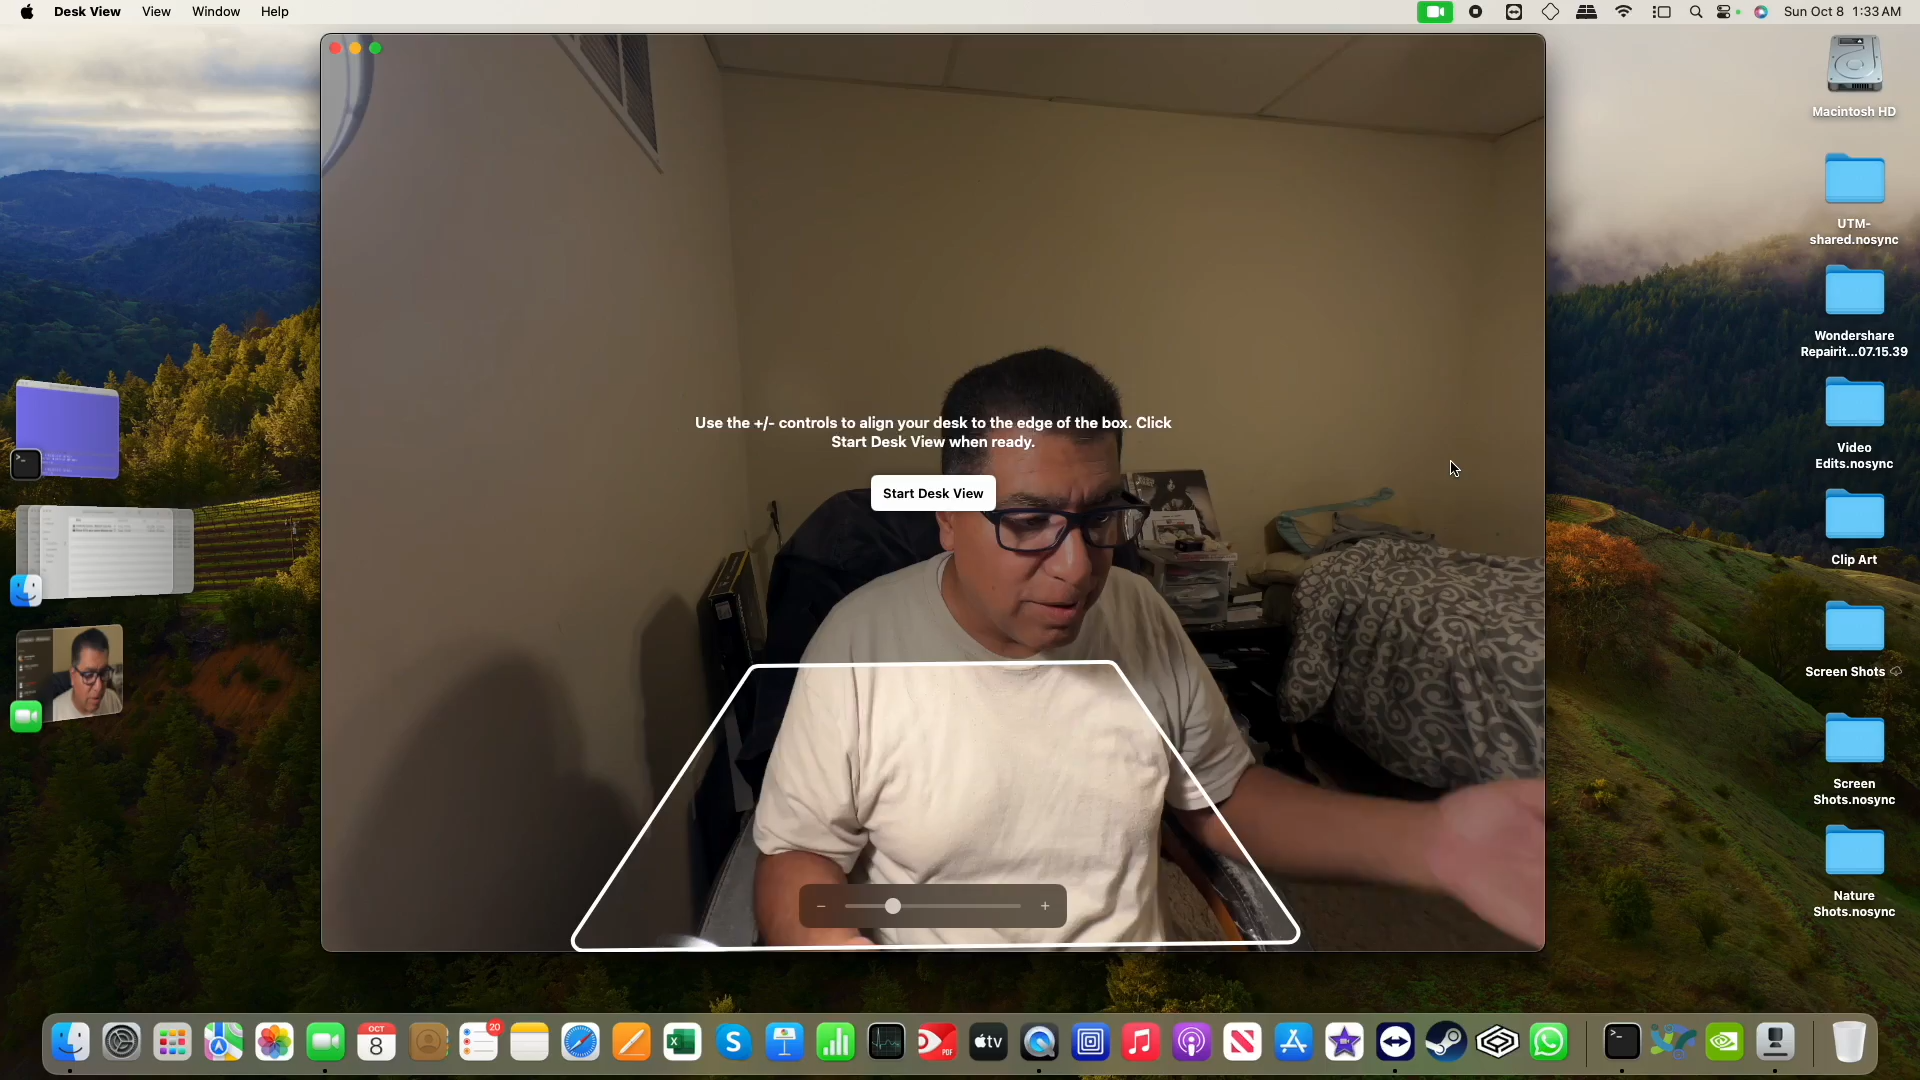 Desk View
View
Window
Help
Sun Oct 8 1:33 AM
Macintosh HD
UTM-
shared.nosync
Wondershare
Repairit...07.15.39
Video
Edits.nosync
Clip Art
Screen Shots
Screen
Shots.nosync
Nature
Shots.nosync
Use the +/- controls to align your desk to the edge of the box. Click
Start Desk View when ready.
Start Desk View
OCT
8
20
X
S
PDF
tv
N
>_